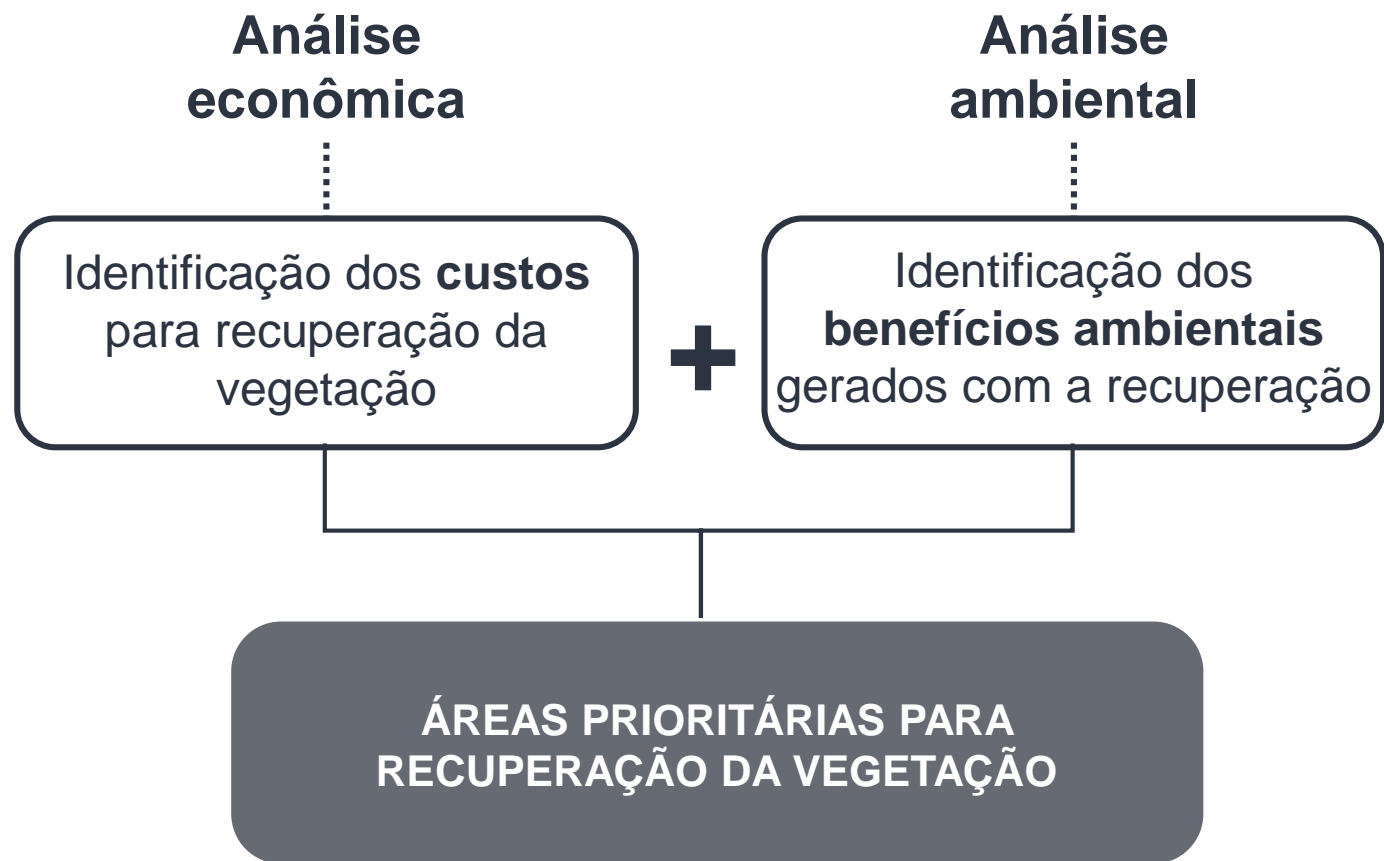 Análise
econômica
Análise
ambiental
Identificação dos custos
para recuperação da
vegetação
+
Identificação dos
benefícios ambientais
gerados com a recuperação
ÁREAS PRIORITÁRIAS PARA
RECUPERAÇÃO DA VEGETAÇÃO